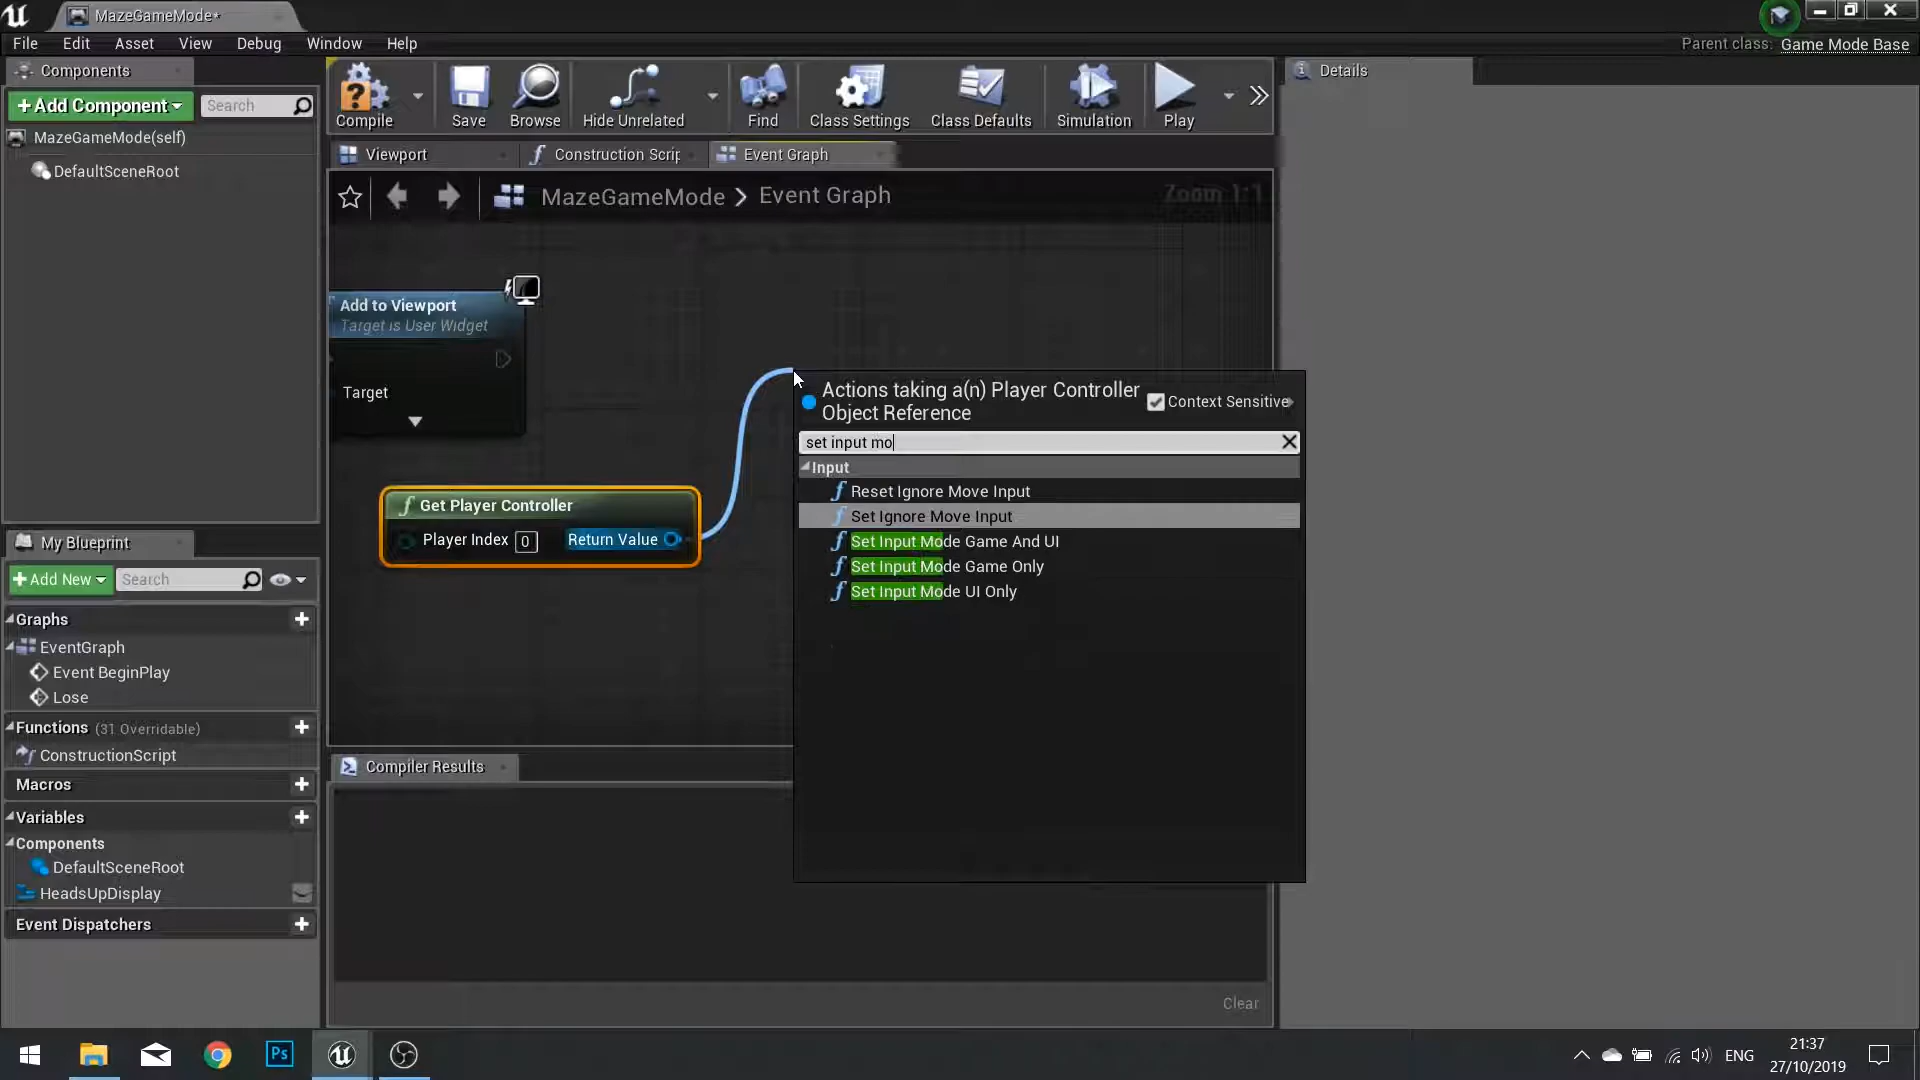 MazeGameMode*
File Edit Asset View Debug Window Help
Parent class: Game Mode Base
Components
+Add Component
Search
MazeGameMode(self)
DefaultSceneRoot
Compile
Save
Browse
Hide Unrelated
Find
Class Settings
Class Defaults
Simulation
Play
Details
Viewport
Construction Scrip
Event Graph
MazeGameMode > Event Graph
Zoom 1:1
Add to Viewport
Target is User Widget
Target
Get Player Controller
Player Index 0 Return Value
Actions taking a(n) Player Controller
Object Reference
Context Sensitive
set input mo
Input
Reset Ignore Move Input
Set Ignore Move Input
Set Input Mode Game And UI
Set Input Mode Game Only
Set Input Mode UI Only
My Blueprint
+Add New
Search
Graphs
EventGraph
Event BeginPlay
Lose
Functions (31 Overridable)
ConstructionScript
Macros
Variables
Components
DefaultSceneRoot
HeadsUpDisplay
Event Dispatchers
Compiler Results
Clear
Ps
ENG
21:37
27/10/2019